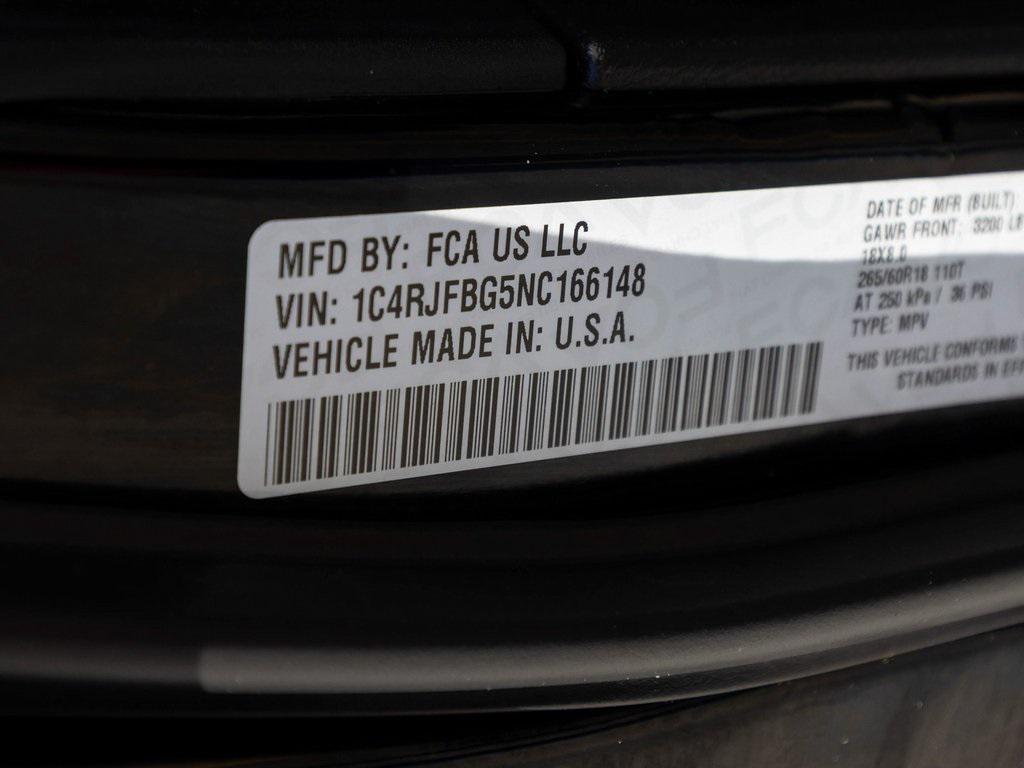 MFD BY: FCA US LLC
VIN: 1C4RJFBG5NC166148
VEHICLE MADE IN: U.S.A.
DATE OF MFR (BUILT):
GAWR FRONT: 3200 LB
18X8.0
265/60R18 110T
AT 250 kPa / 36 PSI
TYPE: MPV
THIS VEHICLE CONFORMS
STANDARDS IN EFF